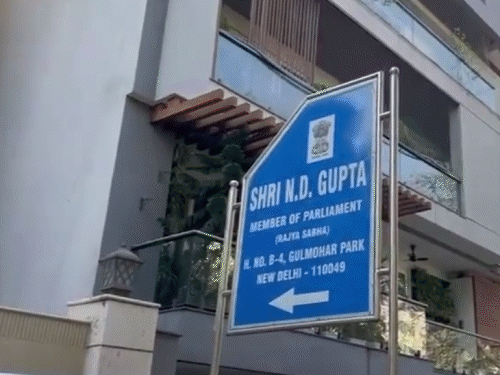 SHRI N.D. GUPTA
MEMBER OF PARLIAMENT
(RAJYA SABHA)
H. NO. B-4, GULMOHAR PARK
NEW DELHI - 110049